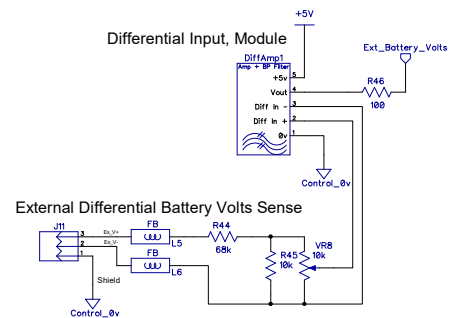 +5V
Differential Input, Module
Ext_Battery_Volts
DiffAmp1
Amp + BP Filter
+5v 5
Vout 4
Diff In - 3
Diff In + 2
0v 1
R46
100
Control_0v
External Differential Battery Volts Sense
J11
3 Ex_V+
2 Ex_V-
1
FB
L5
FB
L6
R44
68k
R45
10k
VR8
10k
Shield
Control_0v